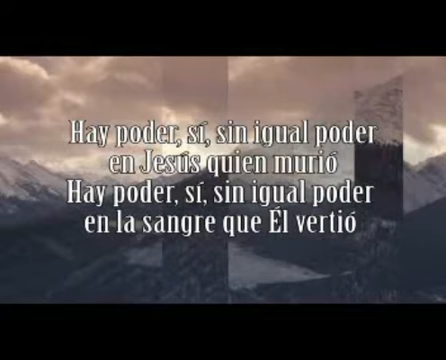 Hay poder, sí, sin igual poder
en Jesús quien murió
Hay poder, sí, sin igual poder
en la sangre que Él vertió